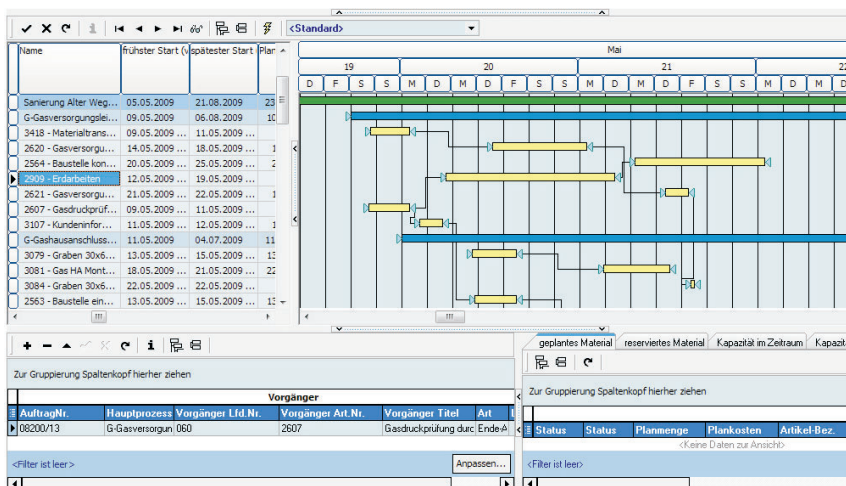 <Standard>
Name frühster Start (v spätester Start Plar
Mai
19 20 21 22
D F S S M D M D F S S M D M D F S S M D M D
Sanierung Alter Weg... 05.05.2009 21.08.2009 23
G-Gasversorgungslei... 09.05.2009 06.08.2009 10
3418 - Materialtrans... 09.05.2009 ... 11.05.2009 ...
2620 - Gasversorgu... 14.05.2009 ... 18.05.2009 ... 1
2564 - Baustelle kon... 20.05.2009 ... 25.05.2009 ... 2
2909 - Erdarbeiten 12.05.2009 ... 19.05.2009 ...
2621 - Gasversorgu... 21.05.2009 ... 22.05.2009 ... 1
2607 - Gasdruckprüf... 09.05.2009 ... 11.05.2009 ...
3107 - Kundeninfor... 11.05.2009 ... 12.05.2009 ... 1
G-Gashausanschluss... 11.05.2009 04.07.2009 11
3079 - Graben 30x6... 13.05.2009 ... 15.05.2009 ... 13
3081 - Gas HA Mont... 18.05.2009 ... 21.05.2009 ... 22
3084 - Graben 30x6... 22.05.2009 ... 22.05.2009 ...
2563 - Baustelle ein... 13.05.2009 ... 15.05.2009 ... 13
Zur Gruppierung Spaltenkopf hierher ziehen
Vorgänger
AuftragNr. Hauptprozess Vorgänger Lfd.Nr. Vorgänger Art.Nr. Vorgänger Titel Art L
08200/13 G-Gasversorgun 060 2607 Gasdruckprüfung durc Ende-A
<Filter ist leer> Anpassen...
geplantes Material reserviertes Material Kapazität im Zeitraum Kapazit
Zur Gruppierung Spaltenkopf hierher ziehen
Status Status Planmenge Plankosten Artikel-Bez.
<Keine Daten zur Ansicht>
<Filter ist leer>